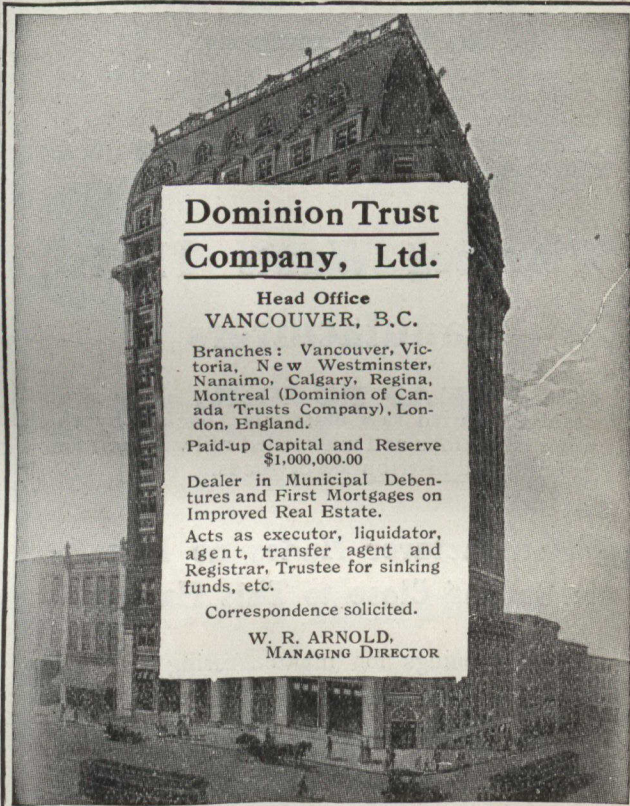 Dominion Trust
Company, Ltd.
Head Office
VANCOUVER, B.C.
Branches: Vancouver, Vic-
toria, New Westminster,
Nanaimo, Calgary, Regina,
Montreal (Dominion of Can-
ada Trusts Company), Lon-
don, England.
Paid-up Capital and Reserve
$1,000,000.00
Dealer in Municipal Deben-
tures and First Mortgages on
Improved Real Estate.
Acts as executor, liquidator,
agent, transfer agent and
Registrar, Trustee for sinking
funds, etc.
Correspondence solicited.
W. R. ARNOLD,
MANAGING DIRECTOR